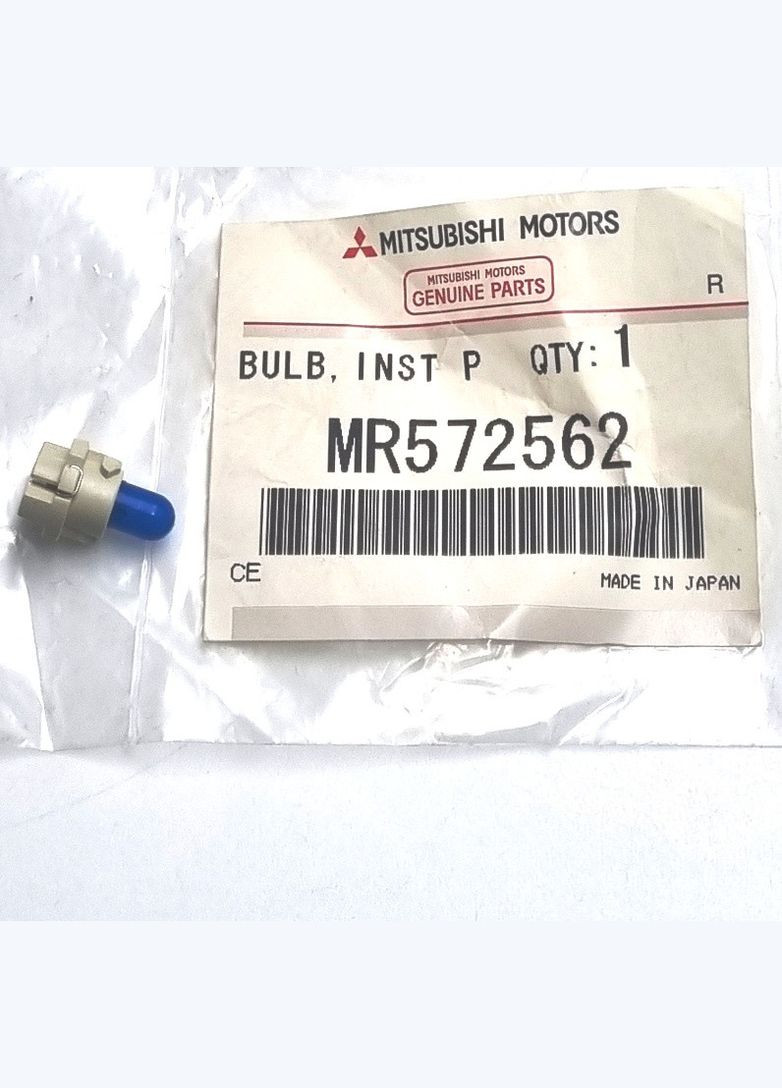 MITSUBISHI MOTORS
MITSUBISHI MOTORS
GENUINE PARTS
R
BULB, INST P QTY: 1
MR572562
CE MADE IN JAPAN